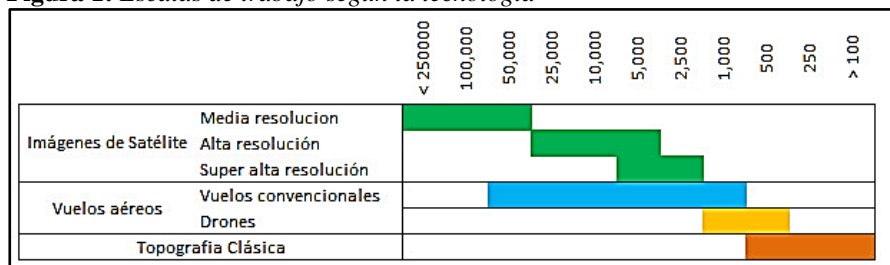 Figura 1. Escalas de trabajo según la tecnología
< 250000
100,000
50,000
25,000
10,000
5,000
2,500
1,000
500
250
> 100
Imágenes de Satélite
Media resolucion
Alta resolución
Super alta resolución
Vuelos aéreos
Vuelos convencionales
Drones
Topografia Clásica